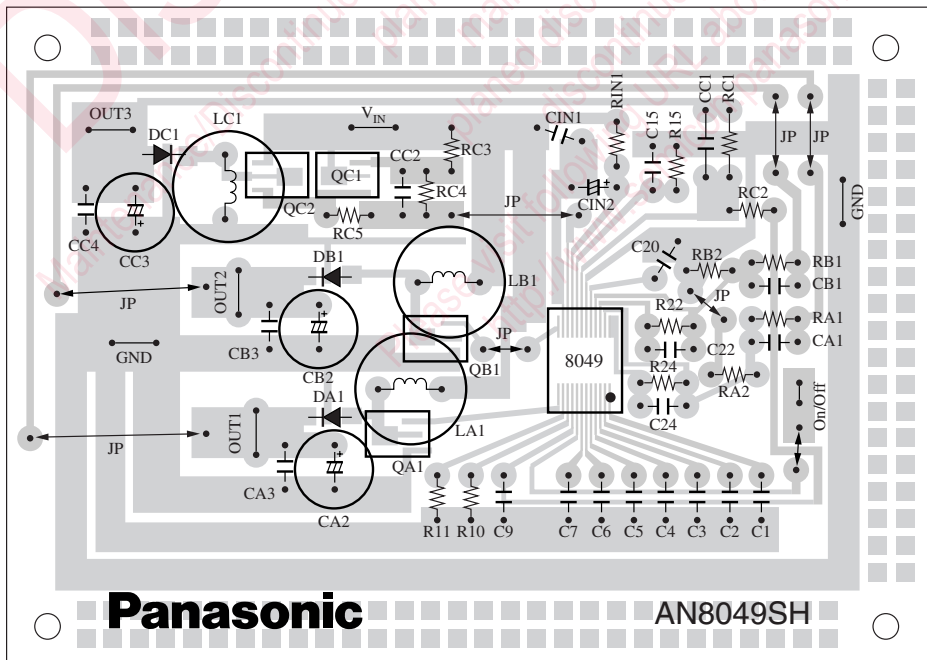 OUT3
DC1
LC1
VIN
CIN1
RIN1
C15
R15
CC1
RC1
JP
JP
QC2
QC1
CC2
RC3
RC4
RC5
JP
CIN2
RC2
GND
CC4
CC3
DB1
LB1
C20
RB2
RB1
CB1
JP
OUT2
CB3
CB2
QB1
JP
JP
8049
R22
C22
RA1
CA1
GND
R24
C24
RA2
On/Off
DA1
LA1
OUT1
JP
QA1
CA3
CA2
R11
R10
C9
C7
C6
C5
C4
C3
C2
C1
Panasonic
AN8049SH